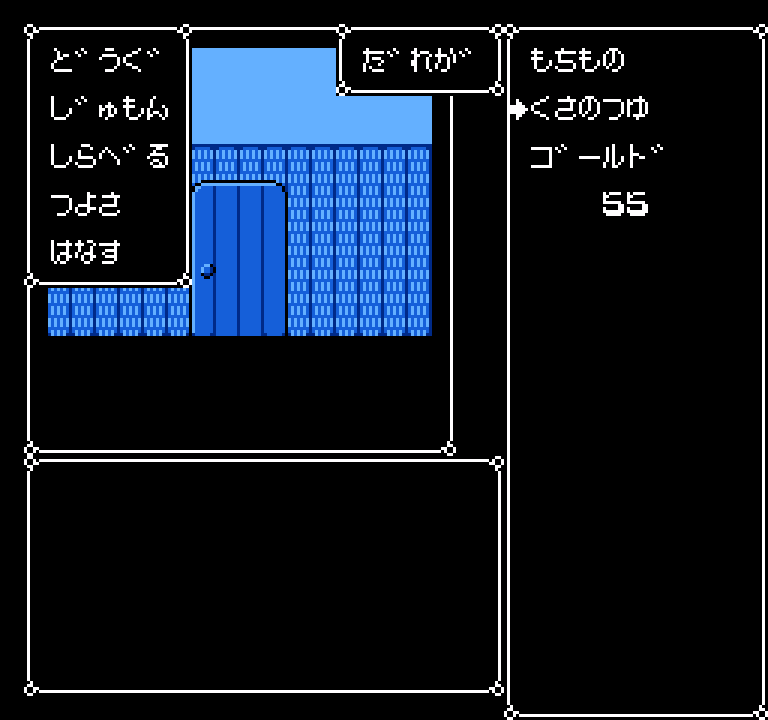 どうぐ
じゅもん
しらべる
つよさ
はなす
だれが
もちもの
くさのつゆ
ゴールド
55